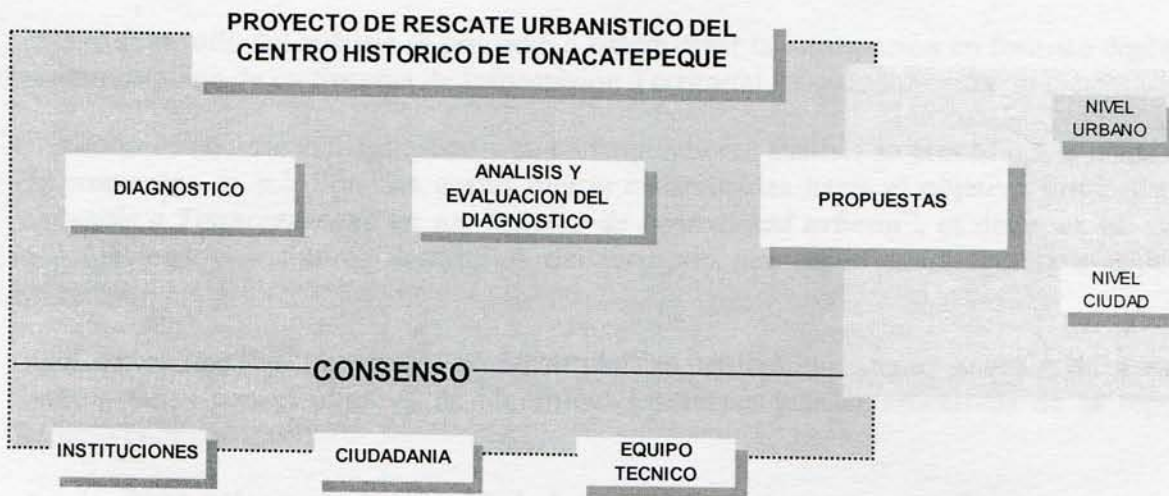 PROYECTO DE RESCATE URBANISTICO DEL
CENTRO HISTORICO DE TONACATEPEQUE
NIVEL
URBANO
DIAGNOSTICO
ANALISIS Y
EVALUACION DEL
DIAGNOSTICO
PROPUESTAS
NIVEL
CIUDAD
CONSENSO
INSTITUCIONES
CIUDADANIA
EQUIPO
TECNICO